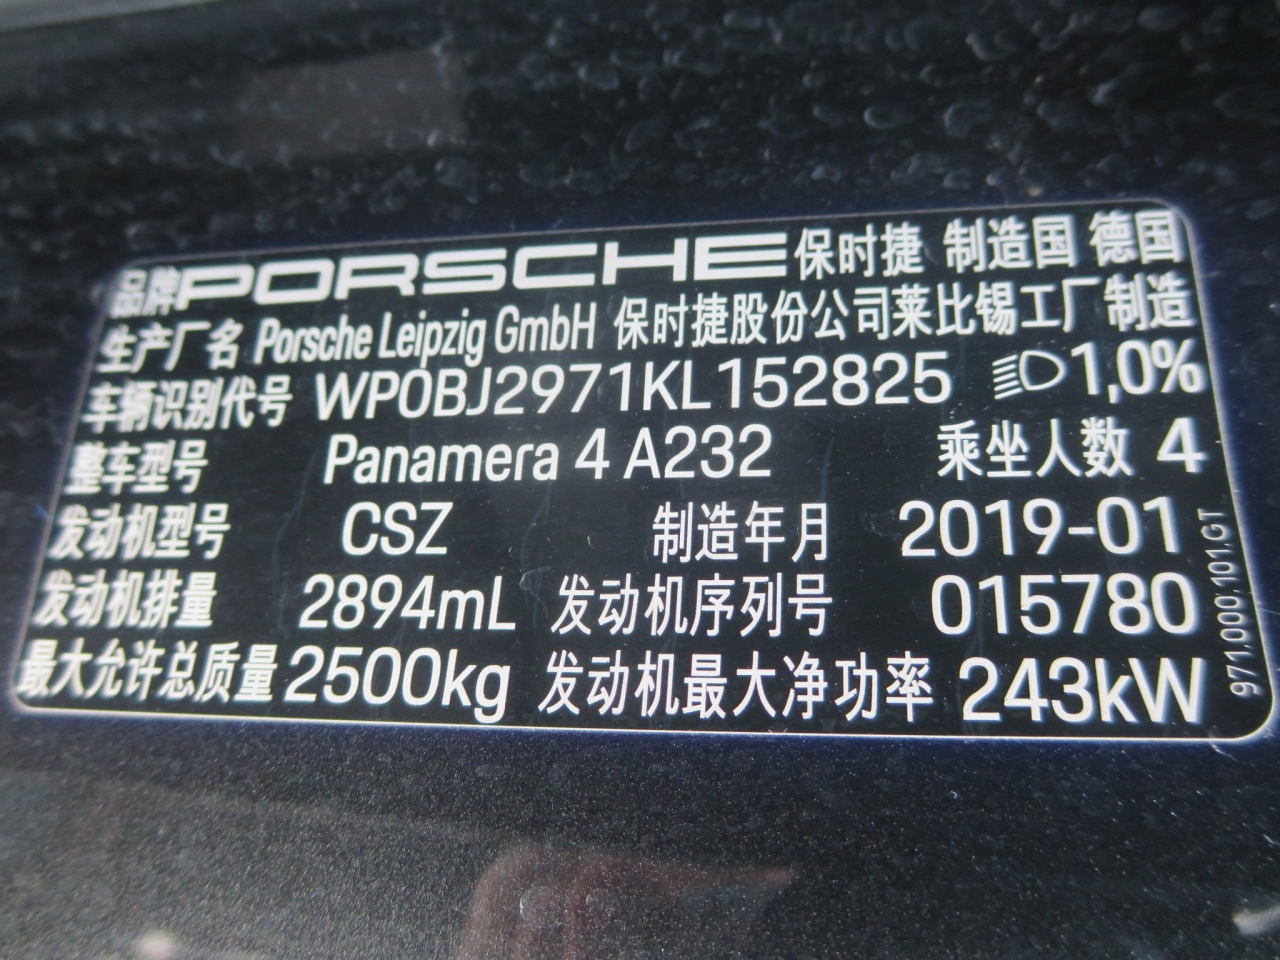 品牌 PORSCHE 保时捷 制造国 德国
生产厂名 Porsche Leipzig GmbH 保时捷股份公司莱比锡工厂制造
车辆识别代号 WP0BJ2971KL152825 1,0%
整车型号 Panamera 4 A232 乘坐人数 4
发动机型号 CSZ 制造年月 2019-01
发动机排量 2894mL 发动机序列号 015780
最大允许总质量 2500kg 发动机最大净功率 243kW
971.000.101.GT